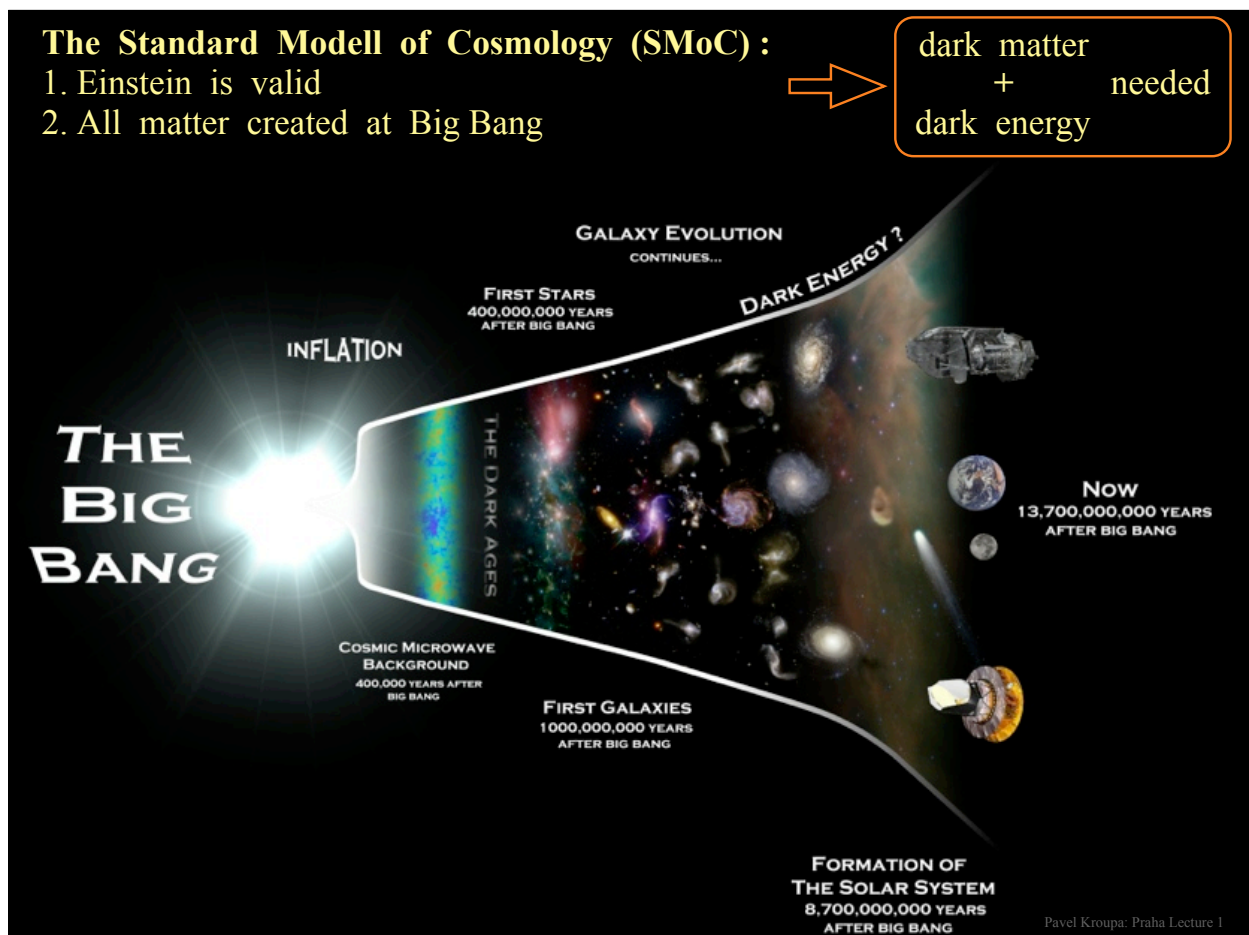 The Standard Modell of Cosmology (SMoC) :
1. Einstein is valid
2. All matter created at Big Bang
dark matter
+ needed
dark energy
GALAXY EVOLUTION
CONTINUES...
DARK ENERGY ?
FIRST STARS
400,000,000 YEARS
AFTER BIG BANG
INFLATION
THE
BIG
BANG
THE DARK AGES
NOW
13,700,000,000 YEARS
AFTER BIG BANG
COSMIC MICROWAVE
BACKGROUND
400,000 YEARS AFTER
BIG BANG
FIRST GALAXIES
1000,000,000 YEARS
AFTER BIG BANG
FORMATION OF
THE SOLAR SYSTEM
8,700,000,000 YEARS
AFTER BIG BANG
Pavel Kroupa: Praha Lecture 1